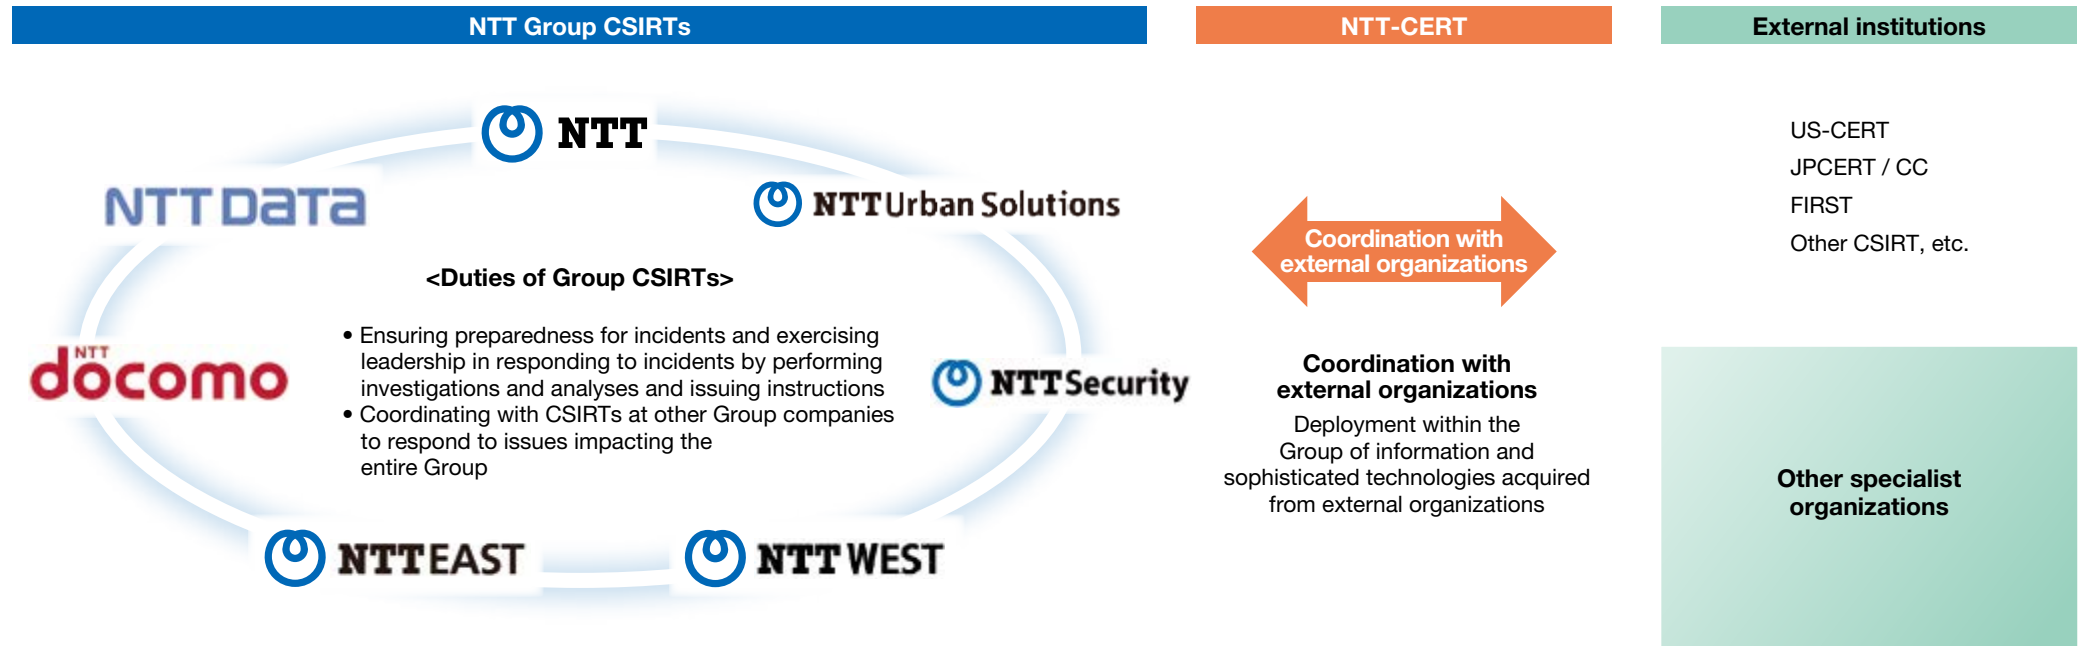 NTT Group CSIRTs
NTT
NTT DATA
NTT Urban Solutions
<Duties of Group CSIRTs>
• Ensuring preparedness for incidents and exercising
leadership in responding to incidents by performing
investigations and analyses and issuing instructions
• Coordinating with CSIRTs at other Group companies
to respond to issues impacting the
entire Group
NTT
docomo
NTT Security
NTT EAST
NTT WEST
NTT-CERT
Coordination with
external organizations
Coordination with
external organizations
Deployment within the
Group of information and
sophisticated technologies acquired
from external organizations
External institutions
US-CERT
JPCERT / CC
FIRST
Other CSIRT, etc.
Other specialist
organizations